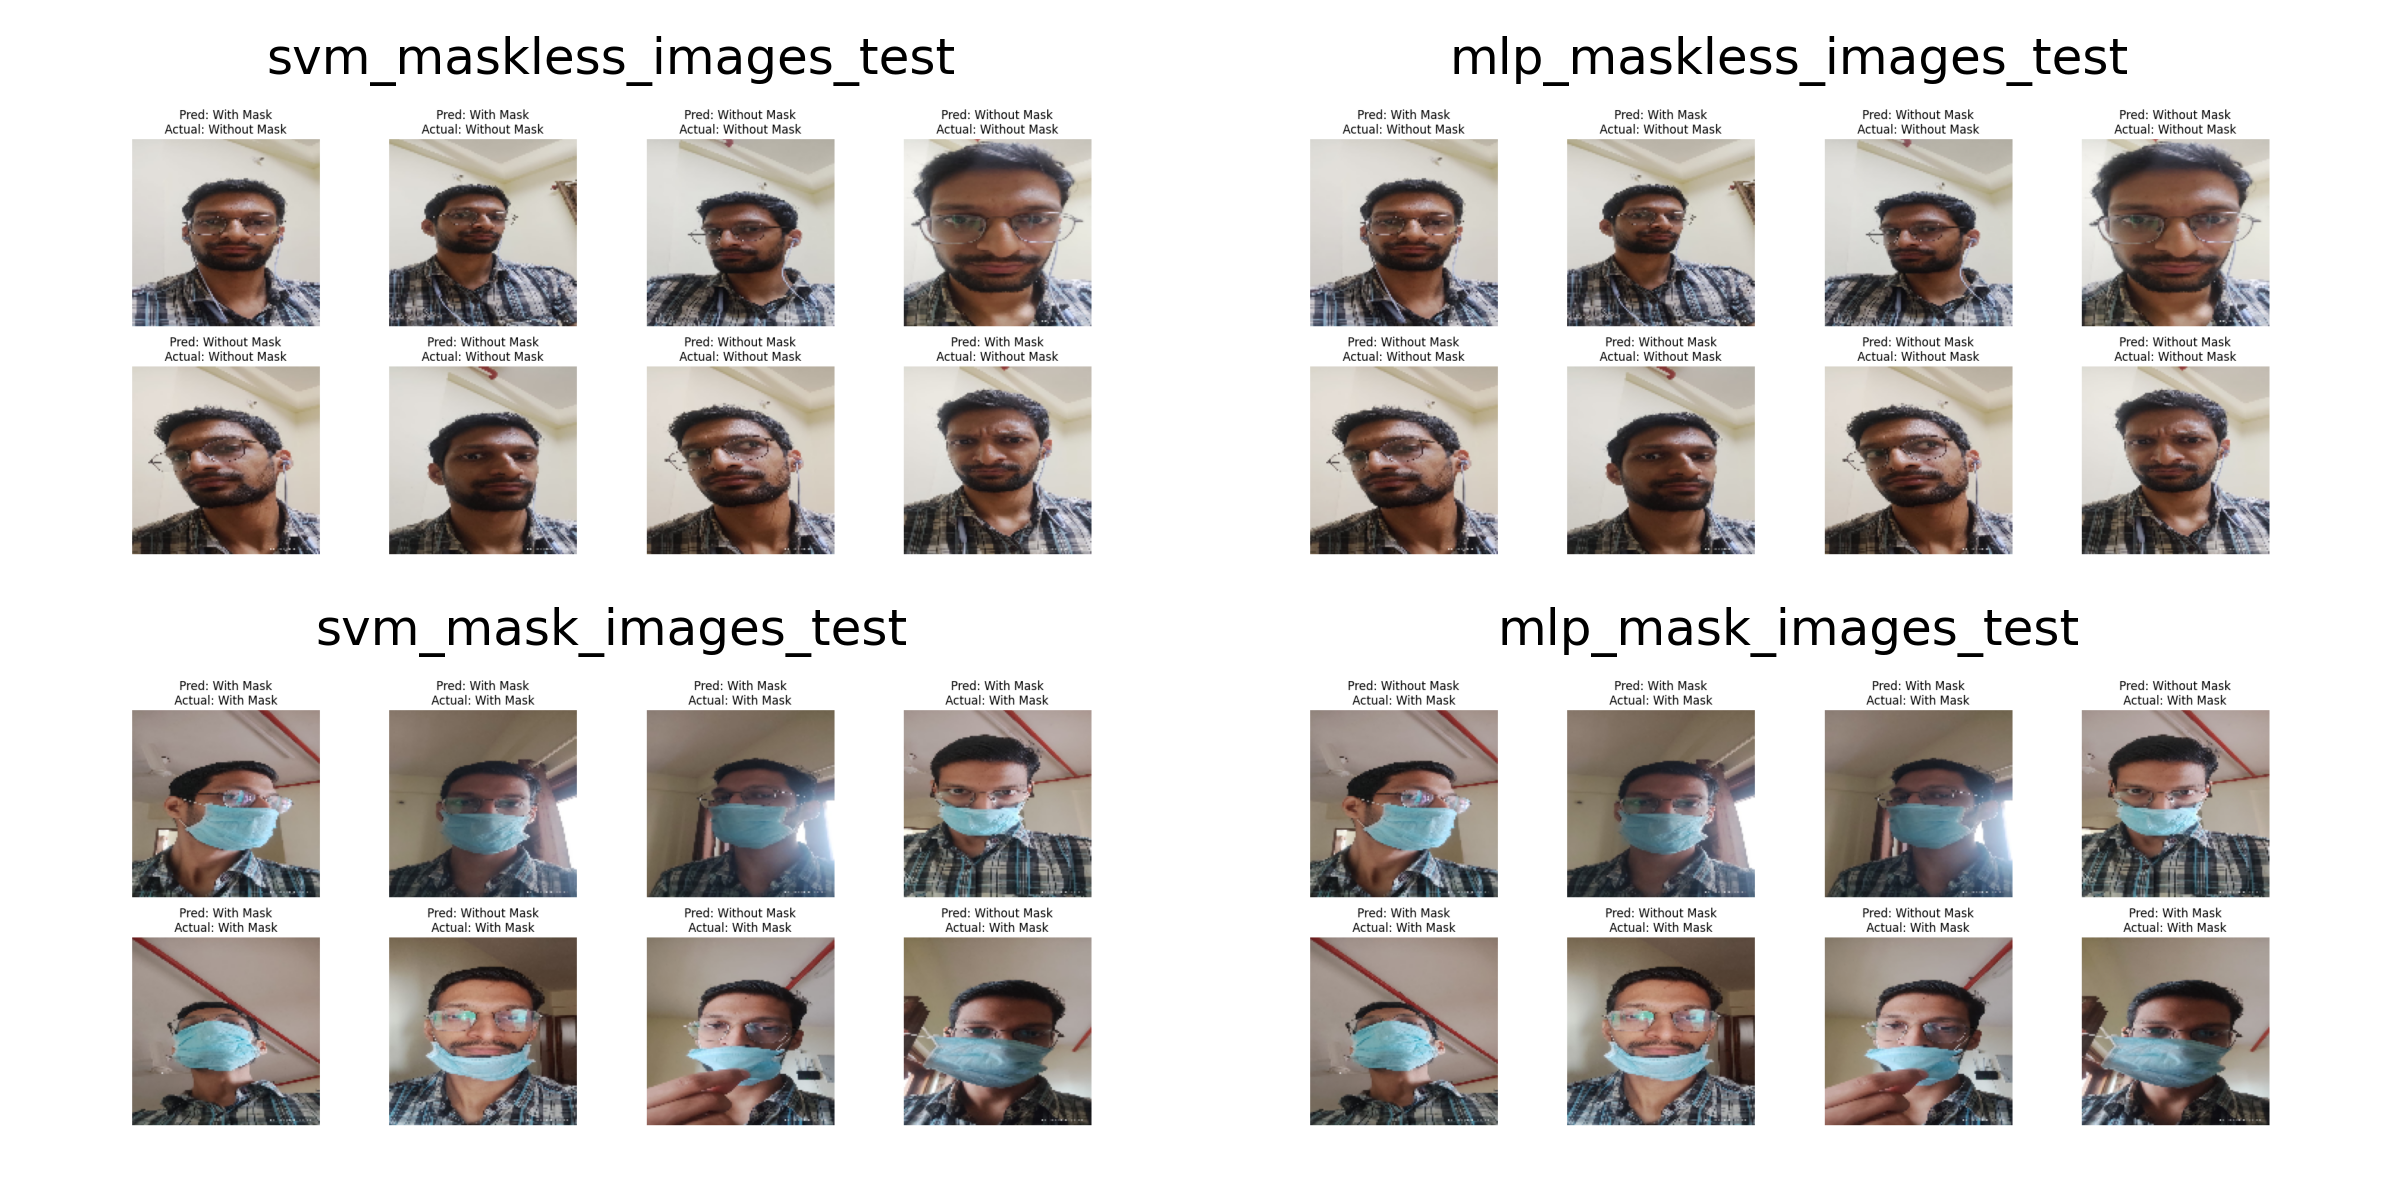 svm_maskless_images_test
Pred: With Mask
Actual: Without Mask
Pred: With Mask
Actual: Without Mask
Pred: Without Mask
Actual: Without Mask
Pred: Without Mask
Actual: Without Mask
Pred: Without Mask
Actual: Without Mask
Pred: Without Mask
Actual: Without Mask
Pred: Without Mask
Actual: Without Mask
Pred: With Mask
Actual: Without Mask
mlp_maskless_images_test
Pred: With Mask
Actual: Without Mask
Pred: With Mask
Actual: Without Mask
Pred: Without Mask
Actual: Without Mask
Pred: Without Mask
Actual: Without Mask
Pred: Without Mask
Actual: Without Mask
Pred: Without Mask
Actual: Without Mask
Pred: Without Mask
Actual: Without Mask
Pred: Without Mask
Actual: Without Mask
svm_mask_images_test
Pred: With Mask
Actual: With Mask
Pred: With Mask
Actual: With Mask
Pred: With Mask
Actual: With Mask
Pred: With Mask
Actual: With Mask
Pred: With Mask
Actual: With Mask
Pred: Without Mask
Actual: With Mask
Pred: Without Mask
Actual: With Mask
Pred: Without Mask
Actual: With Mask
mlp_mask_images_test
Pred: Without Mask
Actual: With Mask
Pred: With Mask
Actual: With Mask
Pred: With Mask
Actual: With Mask
Pred: Without Mask
Actual: With Mask
Pred: With Mask
Actual: With Mask
Pred: Without Mask
Actual: With Mask
Pred: Without Mask
Actual: With Mask
Pred: With Mask
Actual: With Mask